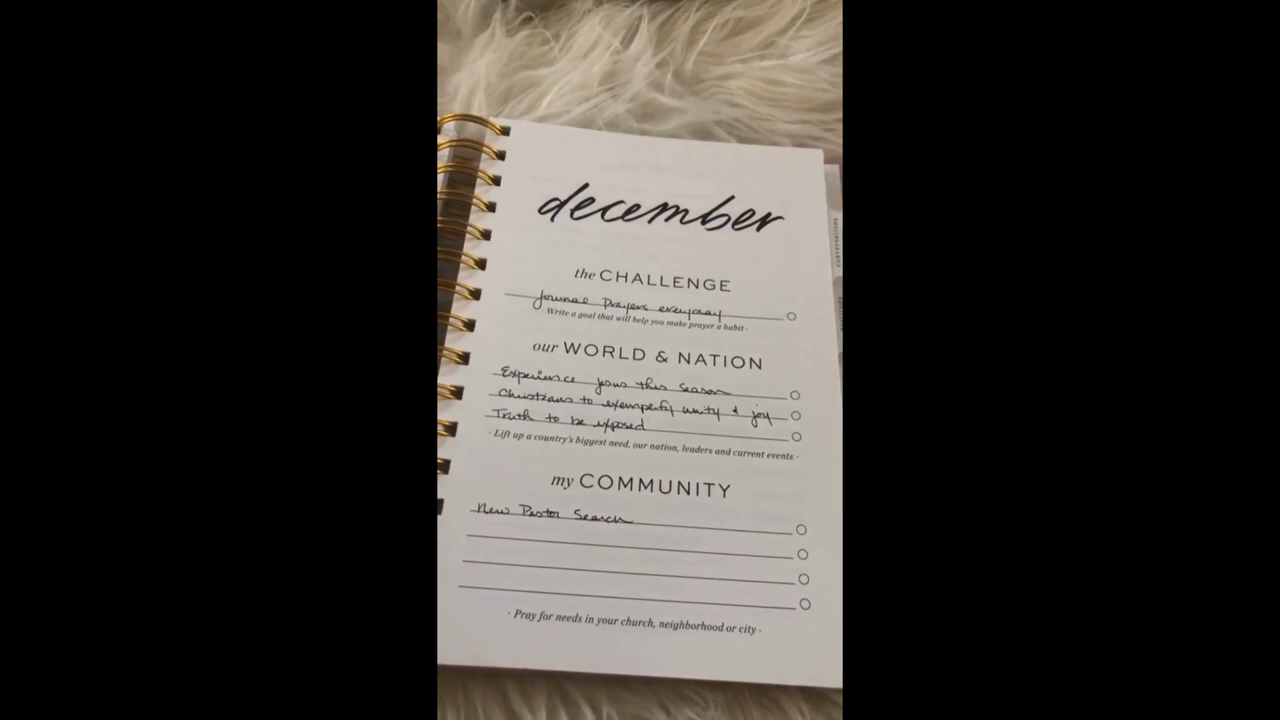 december
the CHALLENGE
Journal Prayers everyday
· Write a goal that will help you make prayer a habit ·
our WORLD & NATION
Experience Jesus this Season
Christians to exemplify unity & joy
Truth to be exposed
· Lift up a country's biggest need, our nation, leaders and current events ·
my COMMUNITY
New Pastor Search
· Pray for needs in your church, neighborhood or city ·
conversations